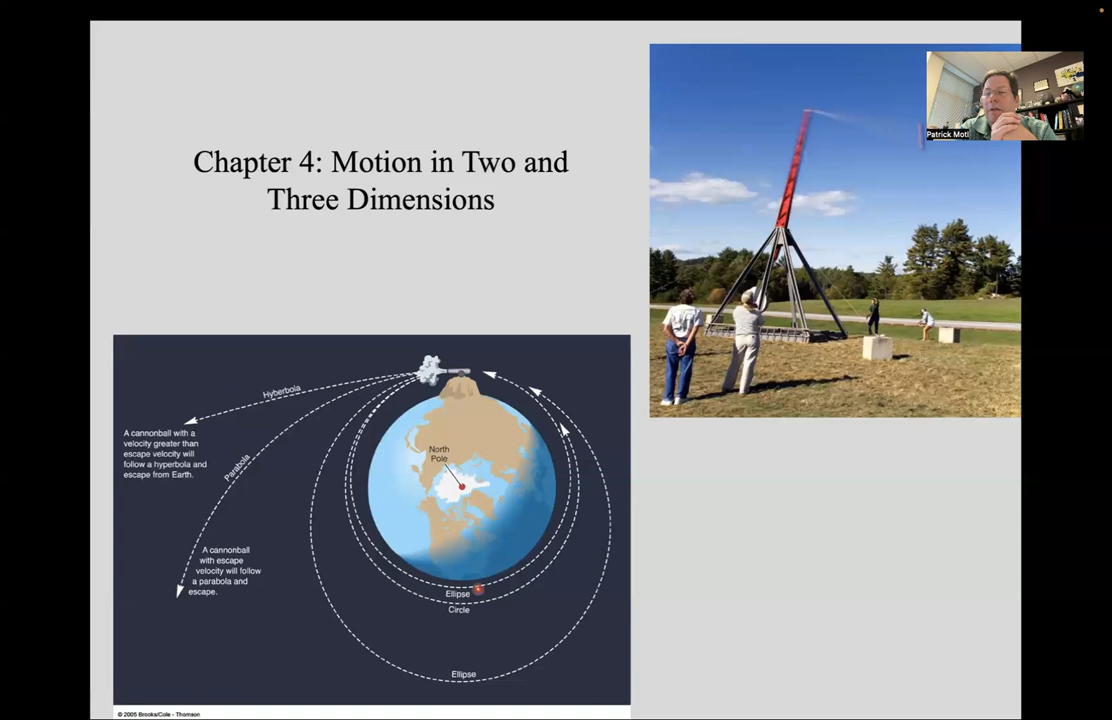 Chapter 4: Motion in Two and
Three Dimensions
Patrick Motl
Hyberbola
A cannonball with a
velocity greater than
escape velocity will
follow a hyperbola and
escape from Earth.
Parabola
A cannonball
with escape
velocity will follow
a parabola and
escape.
North
Pole
Ellipse
Circle
Ellipse
© 2005 Brooks/Cole - Thomson